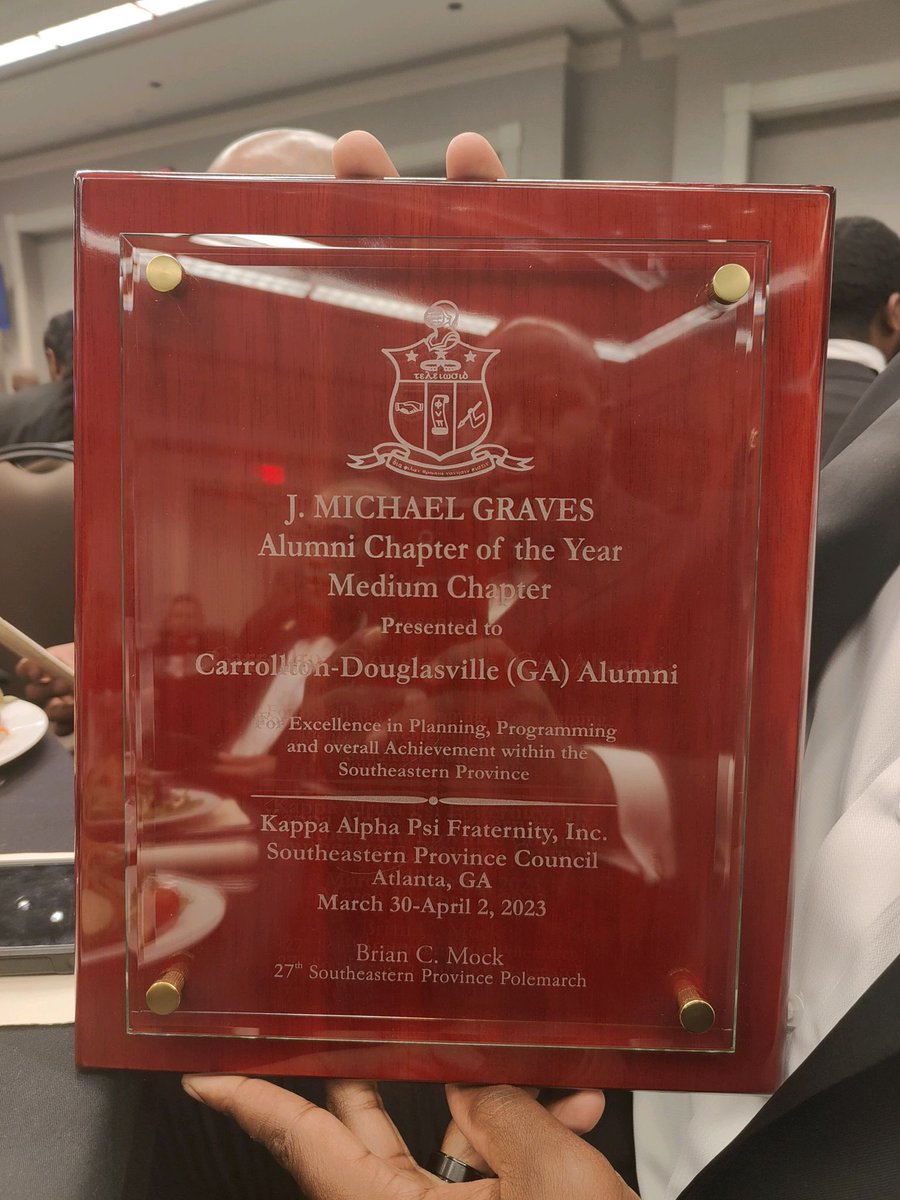 τελειωσισ
Φ
Ν
Π
J. MICHAEL GRAVES
Alumni Chapter of the Year
Medium Chapter
Presented to
Carrollton-Douglasville (GA) Alumni
For Excellence in Planning, Programming
and overall Achievement within the
Southeastern Province
Kappa Alpha Psi Fraternity, Inc.
Southeastern Province Council
Atlanta, GA
March 30-April 2, 2023
Brian C. Mock
27th Southeastern Province Polemarch